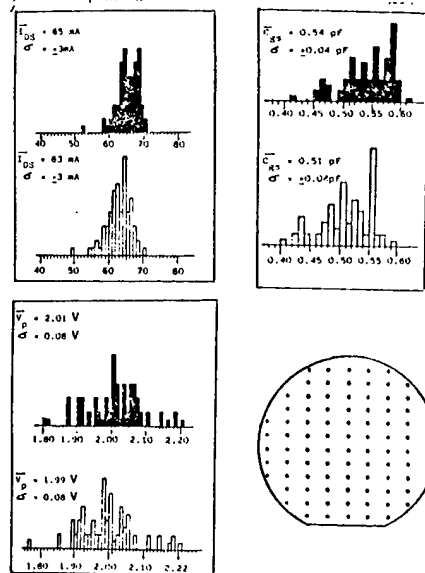 I̅DS = 65 mA
σ = ±3mA
40 50 60 70 80
I̅DS = 63 mA
σ = ±3 mA
40 50 60 70 80
C̅gs = 0.54 pF
σ = ±0.04 pF
0.40 0.45 0.50 0.55 0.60
C̅gs = 0.51 pF
0.40 0.45 0.50 0.55 0.60
V̅p = 2.01 V
σ = 0.08 V
1.80 1.90 2.00 2.10 2.20
V̅p = 1.99 V
σ = 0.08 V
1.80 1.90 2.00 2.10 2.22